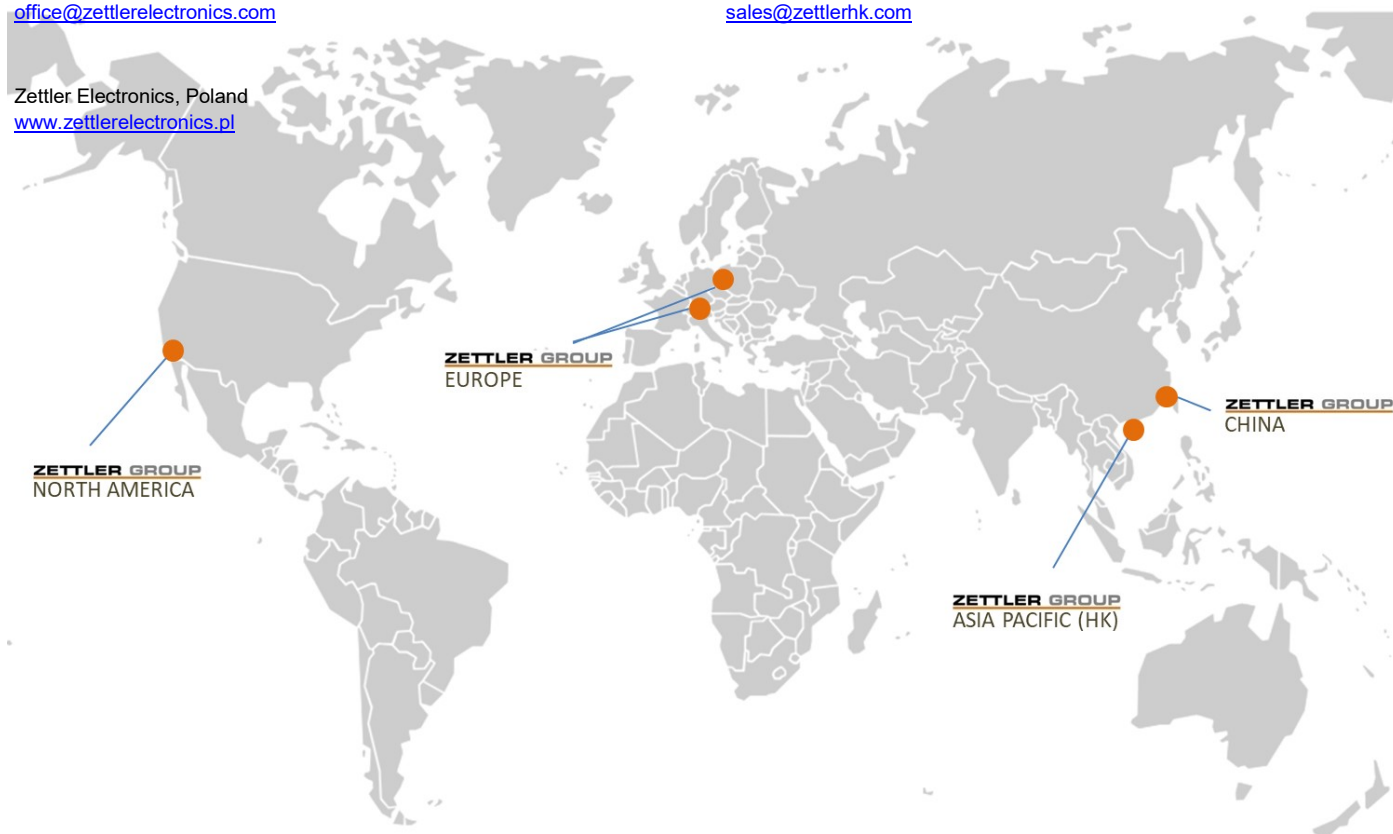 office@zettlerelectronics.com
sales@zettlerhk.com
Zettler Electronics, Poland
www.zettlerelectronics.pl
ZETTLER GROUP
EUROPE
ZETTLER GROUP
CHINA
ZETTLER GROUP
NORTH AMERICA
ZETTLER GROUP
ASIA PACIFIC (HK)